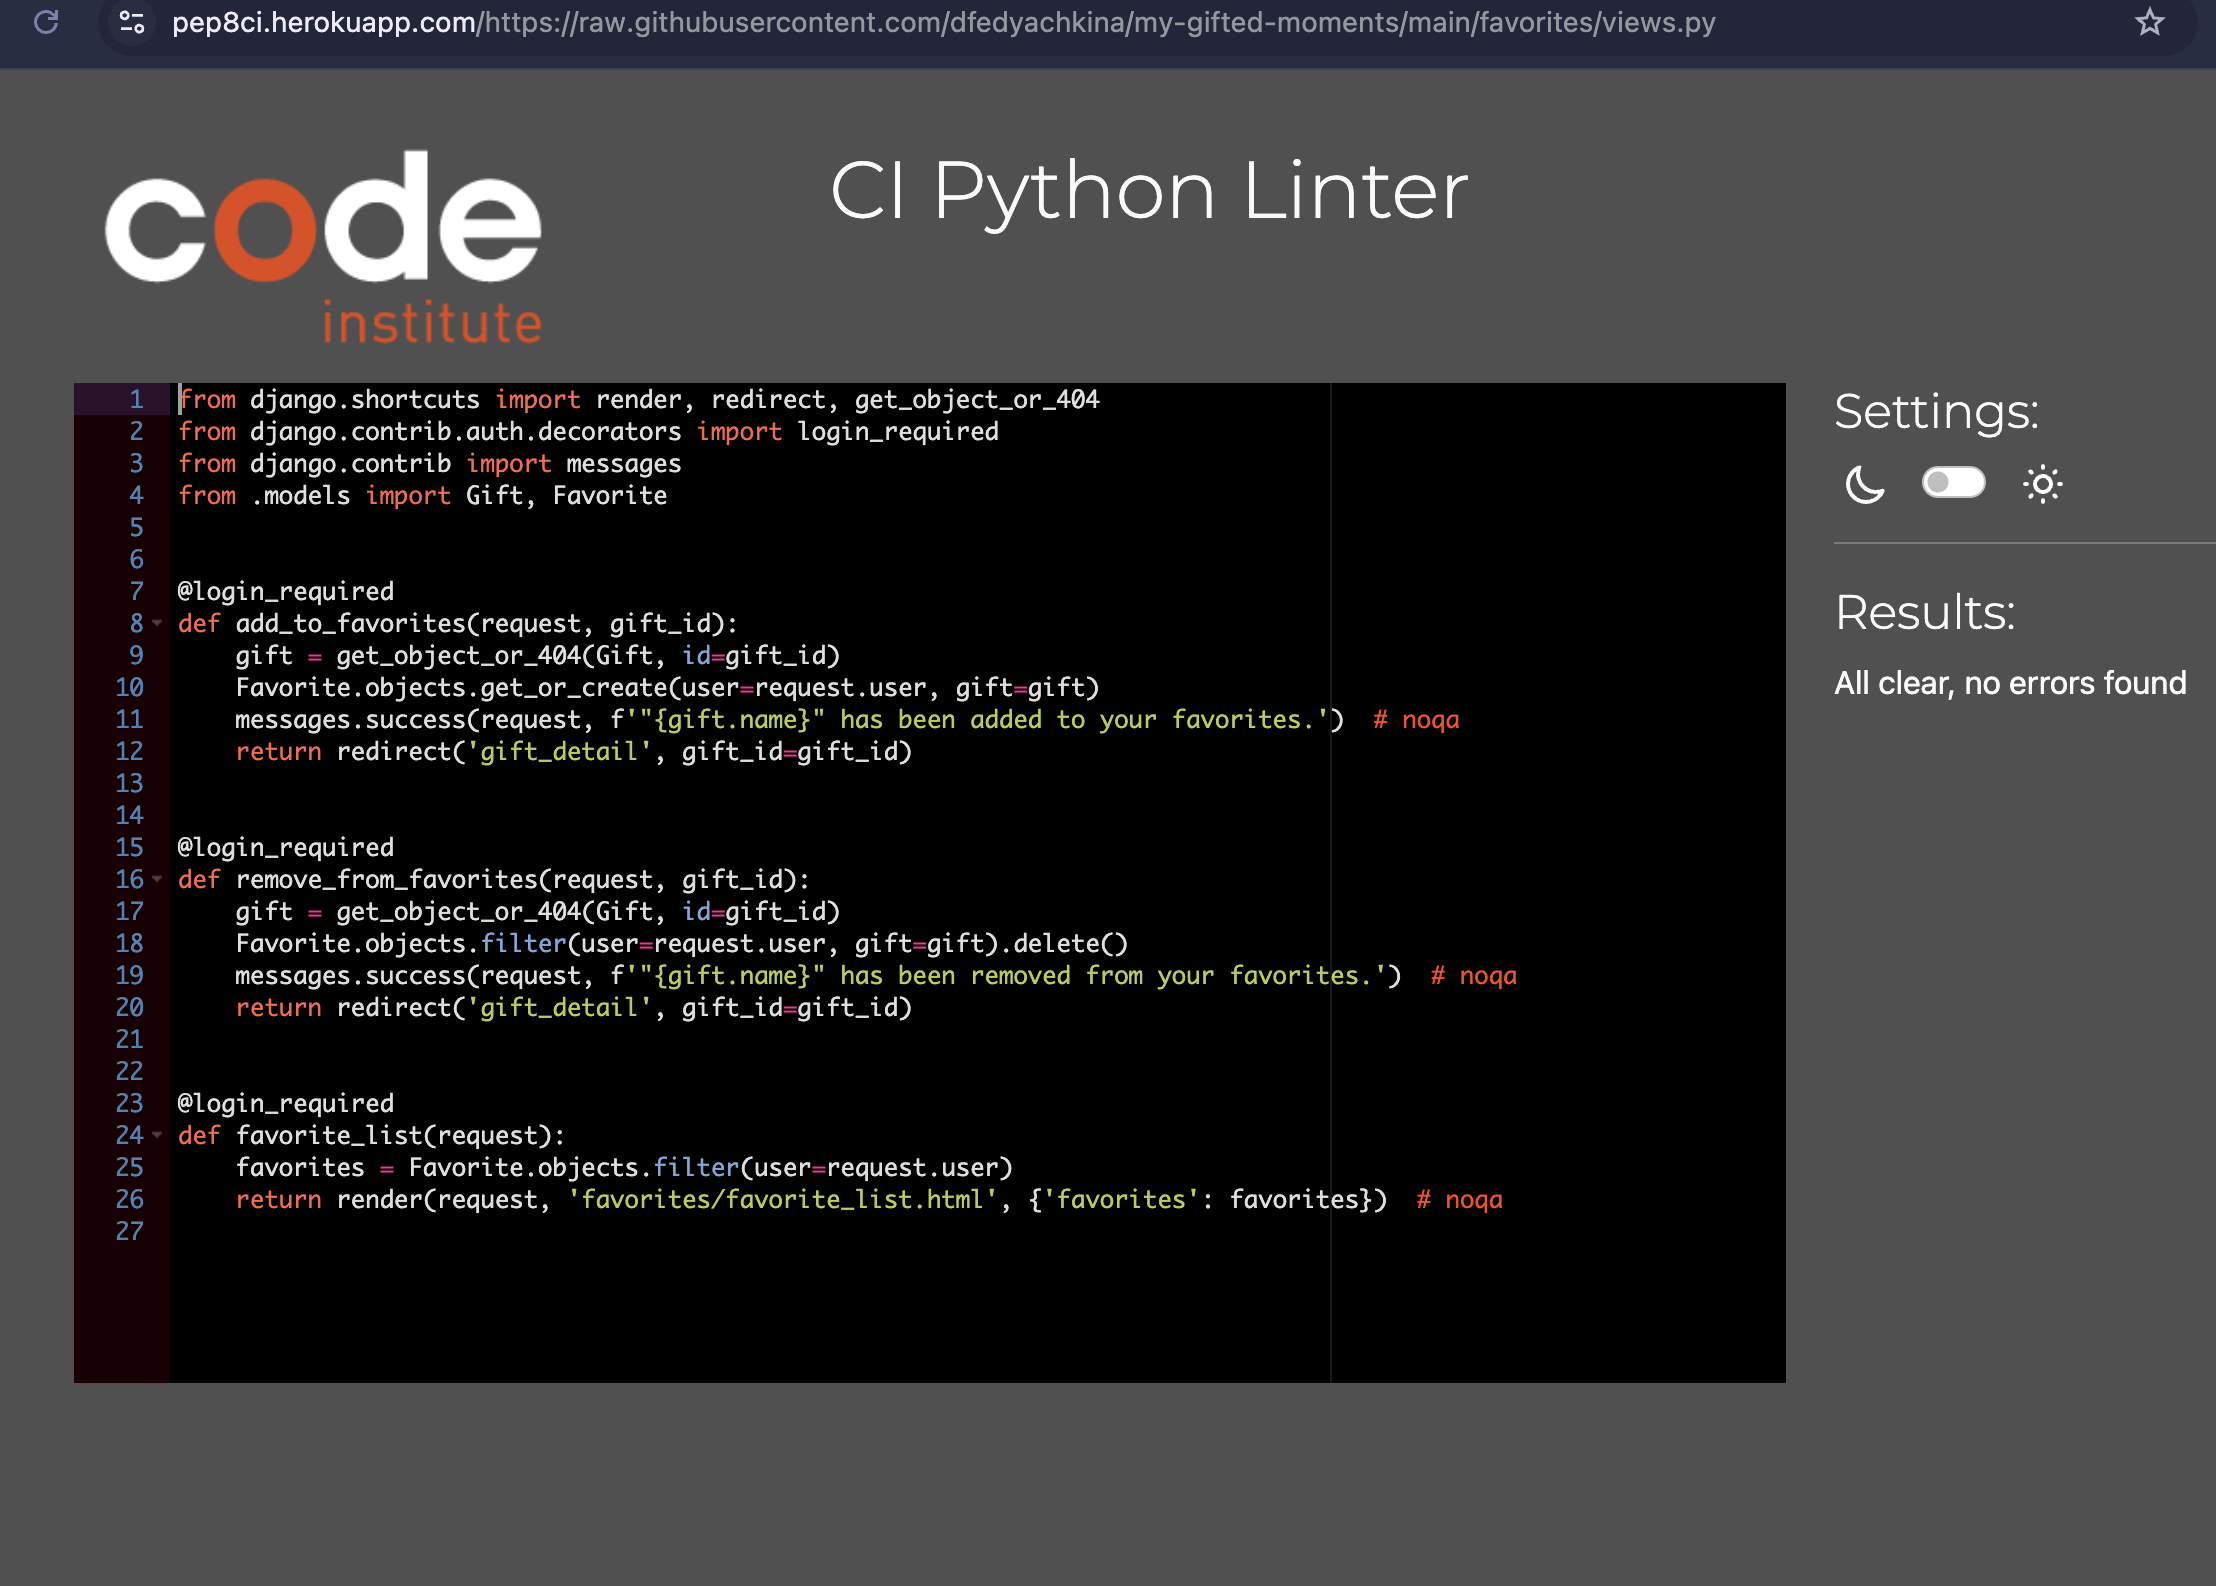 pep8ci.herokuapp.com/https://raw.githubusercontent.com/dfedyachkina/my-gifted-moments/main/favorites/views.py
code
institute
CI Python Linter
1 from django.shortcuts import render, redirect, get_object_or_404
2 from django.contrib.auth.decorators import login_required
3 from django.contrib import messages
4 from .models import Gift, Favorite
5
6
7 @login_required
8 def add_to_favorites(request, gift_id):
9     gift = get_object_or_404(Gift, id=gift_id)
10     Favorite.objects.get_or_create(user=request.user, gift=gift)
11     messages.success(request, f'"{gift.name}" has been added to your favorites.')  # noqa
12     return redirect('gift_detail', gift_id=gift_id)
13
14
15 @login_required
16 def remove_from_favorites(request, gift_id):
17     gift = get_object_or_404(Gift, id=gift_id)
18     Favorite.objects.filter(user=request.user, gift=gift).delete()
19     messages.success(request, f'"{gift.name}" has been removed from your favorites.')  # noqa
20     return redirect('gift_detail', gift_id=gift_id)
21
22
23 @login_required
24 def favorite_list(request):
25     favorites = Favorite.objects.filter(user=request.user)
26     return render(request, 'favorites/favorite_list.html', {'favorites': favorites})  # noqa
27
Settings:
Results:
All clear, no errors found